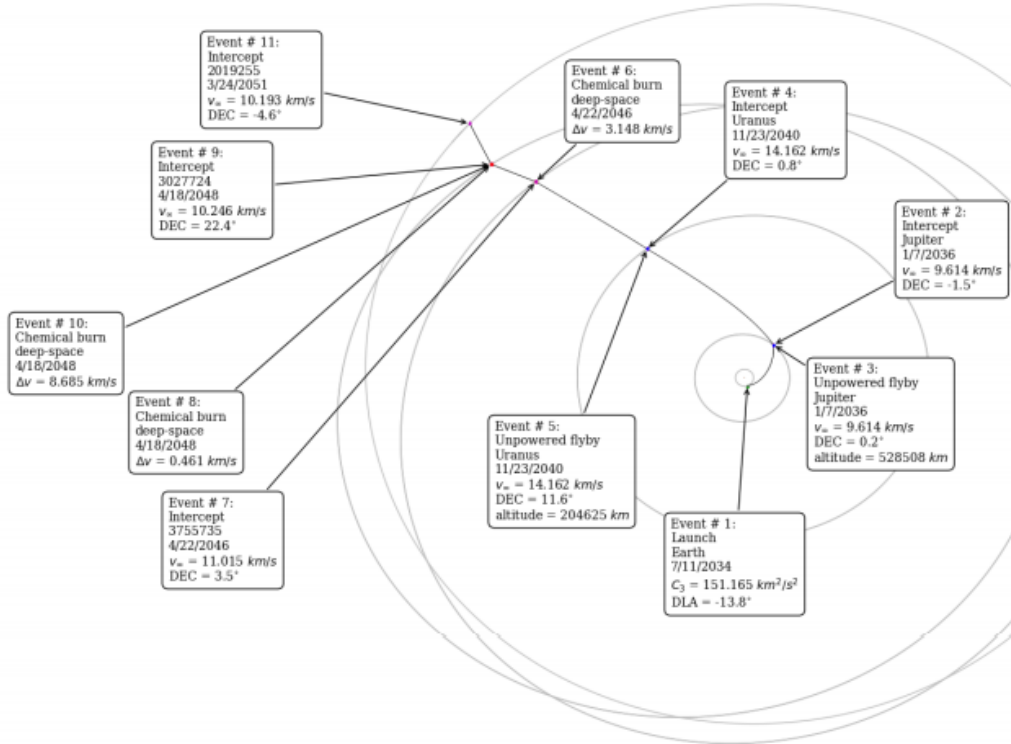 Event # 11:
Intercept
2019255
3/24/2051
v∞ = 10.193 km/s
DEC = -4.6°
Event # 6:
Chemical burn
deep-space
4/22/2046
Δv = 3.148 km/s
Event # 4:
Intercept
Uranus
11/23/2040
v∞ = 14.162 km/s
DEC = 0.8°
Event # 9:
Intercept
3027724
4/18/2048
v∞ = 10.246 km/s
DEC = 22.4°
Event # 2:
Intercept
Jupiter
1/7/2036
v∞ = 9.614 km/s
DEC = -1.5°
Event # 10:
Chemical burn
deep-space
4/18/2048
Δv = 8.685 km/s
Event # 3:
Unpowered flyby
Jupiter
1/7/2036
v∞ = 9.614 km/s
DEC = 0.2°
altitude = 528508 km
Event # 8:
Chemical burn
deep-space
4/18/2048
Δv = 0.461 km/s
Event # 5:
Unpowered flyby
Uranus
11/23/2040
v∞ = 14.162 km/s
DEC = 11.6°
altitude = 204625 km
Event # 7:
Intercept
3755735
4/22/2046
v∞ = 11.015 km/s
DEC = 3.5°
Event # 1:
Launch
Earth
7/11/2034
C₃ = 151.165 km²/s²
DLA = -13.8°